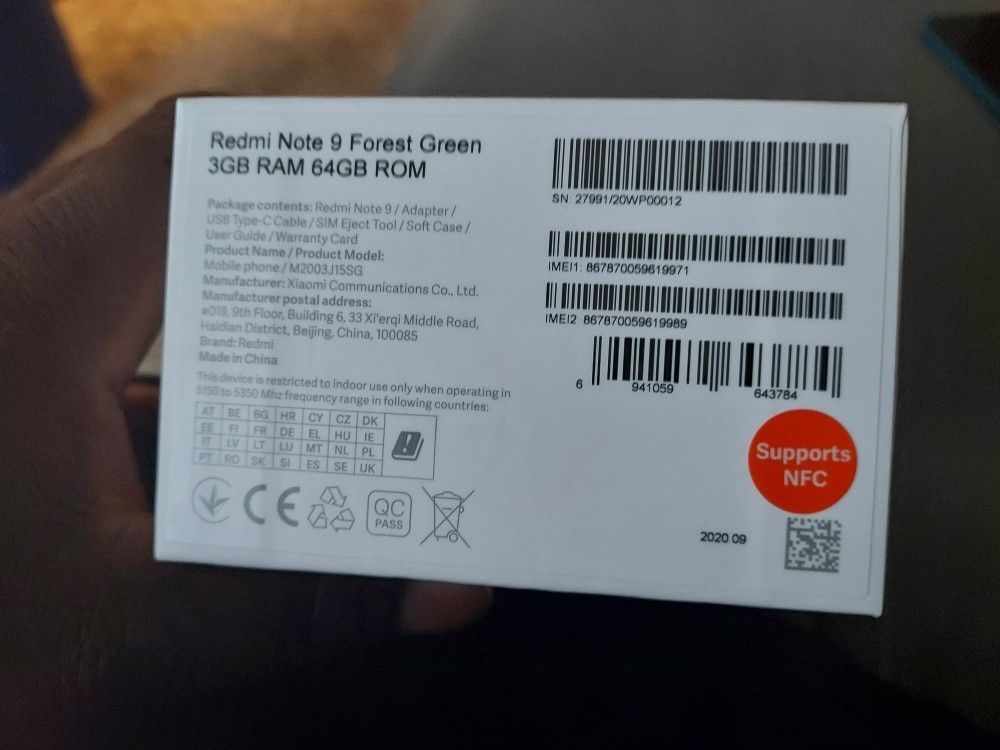 Redmi Note 9 Forest Green
3GB RAM 64GB ROM
Package contents: Redmi Note 9 / Adapter /
USB Type-C Cable / SIM Eject Tool / Soft Case /
User Guide / Warranty Card
Product Name / Product Model:
Mobile phone / M2003J15SG
Manufacturer: Xiaomi Communications Co., Ltd.
Manufacturer postal address:
#019, 9th Floor, Building 6, 33 Xi'erqi Middle Road,
Haidian District, Beijing, China, 100085
Brand: Redmi
Made in China
This device is restricted to indoor use only when operating in
5150 to 5350 Mhz frequency range in following countries:
AT BE BG HR CY CZ DK
EE FI FR DE EL HU IE
IT LV LT LU MT NL PL
PT RO SK SI ES SE UK
CE
QC
PASS
SN: 27991/20WP00012
IMEI1: 867870059619971
IMEI2 867870059619989
6 941059 643784
Supports
NFC
2020 09